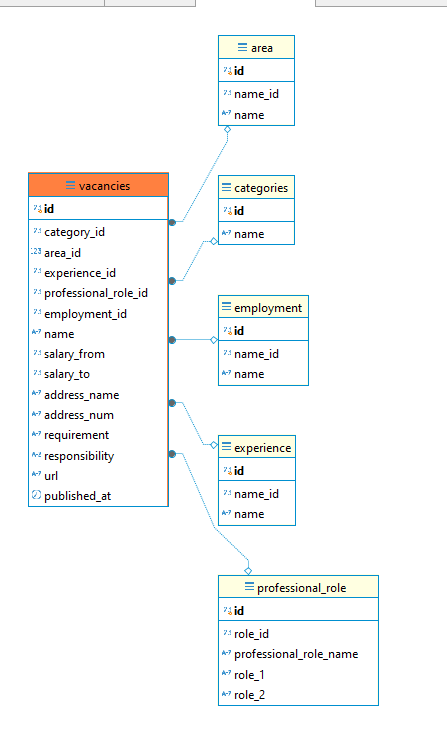 area
id
name_id
name
vacancies
id
category_id
area_id
experience_id
professional_role_id
employment_id
name
salary_from
salary_to
address_name
address_num
requirement
responsibility
url
published_at
categories
id
name
employment
id
name_id
name
experience
id
name_id
name
professional_role
id
role_id
professional_role_name
role_1
role_2